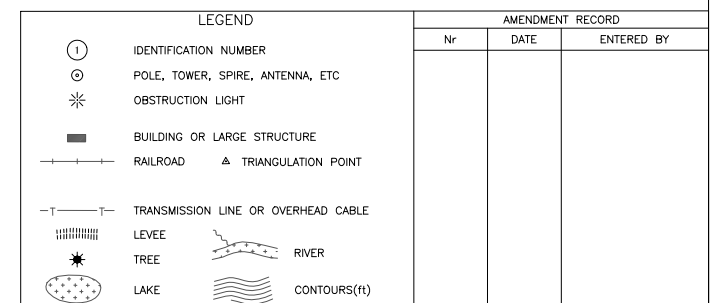 LEGEND
1 IDENTIFICATION NUMBER
POLE, TOWER, SPIRE, ANTENNA, ETC
OBSTRUCTION LIGHT
BUILDING OR LARGE STRUCTURE
RAILROAD TRIANGULATION POINT
T T TRANSMISSION LINE OR OVERHEAD CABLE
LEVEE
TREE RIVER
LAKE CONTOURS(ft)
AMENDMENT RECORD
Nr DATE ENTERED BY